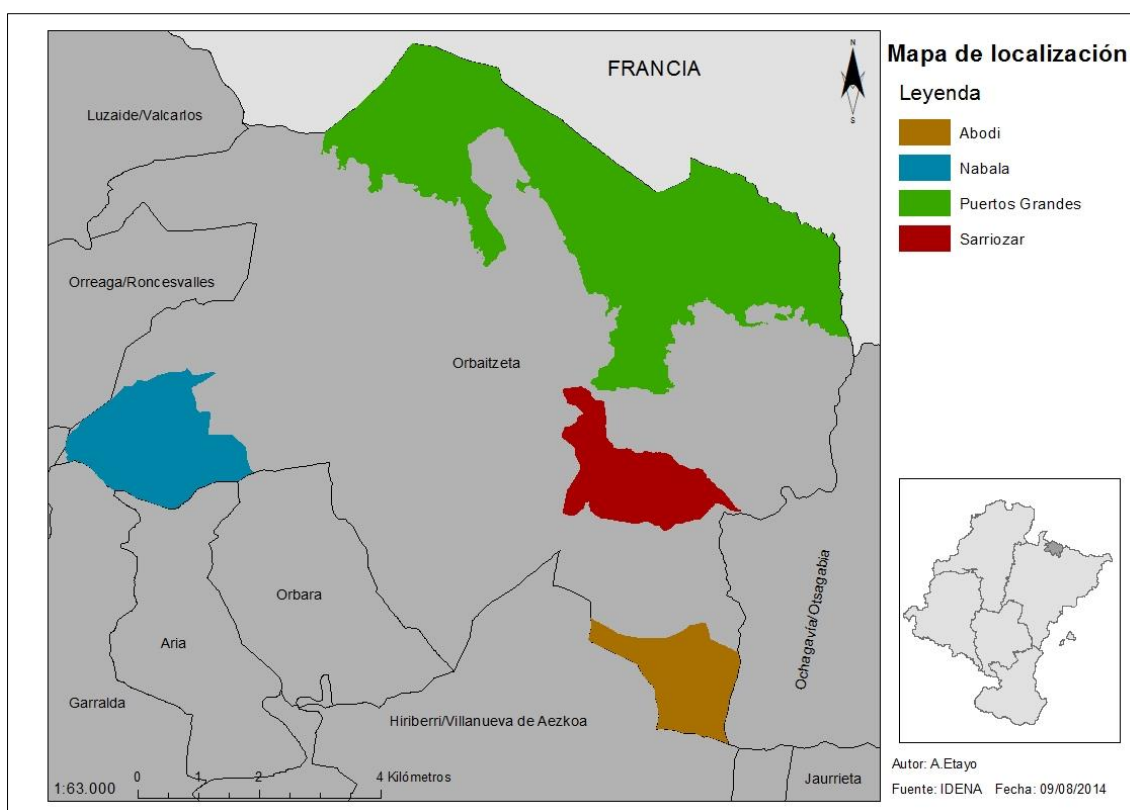 FRANCIA
Luzaide/Valcarlos
Orreaga/Roncesvalles
Orbaitzeta
Orbara
Aria
Garralda
Hiriberri/Villanueva de Aezkoa
Ochagavía/Otsagabia
Jaurrieta
1:63.000
0 1 2 4 Kilómetros
N
S
Mapa de localización
Leyenda
Abodi
Nabala
Puertos Grandes
Sarriozar
Autor: A.Etayo
Fuente: IDENA Fecha: 09/08/2014